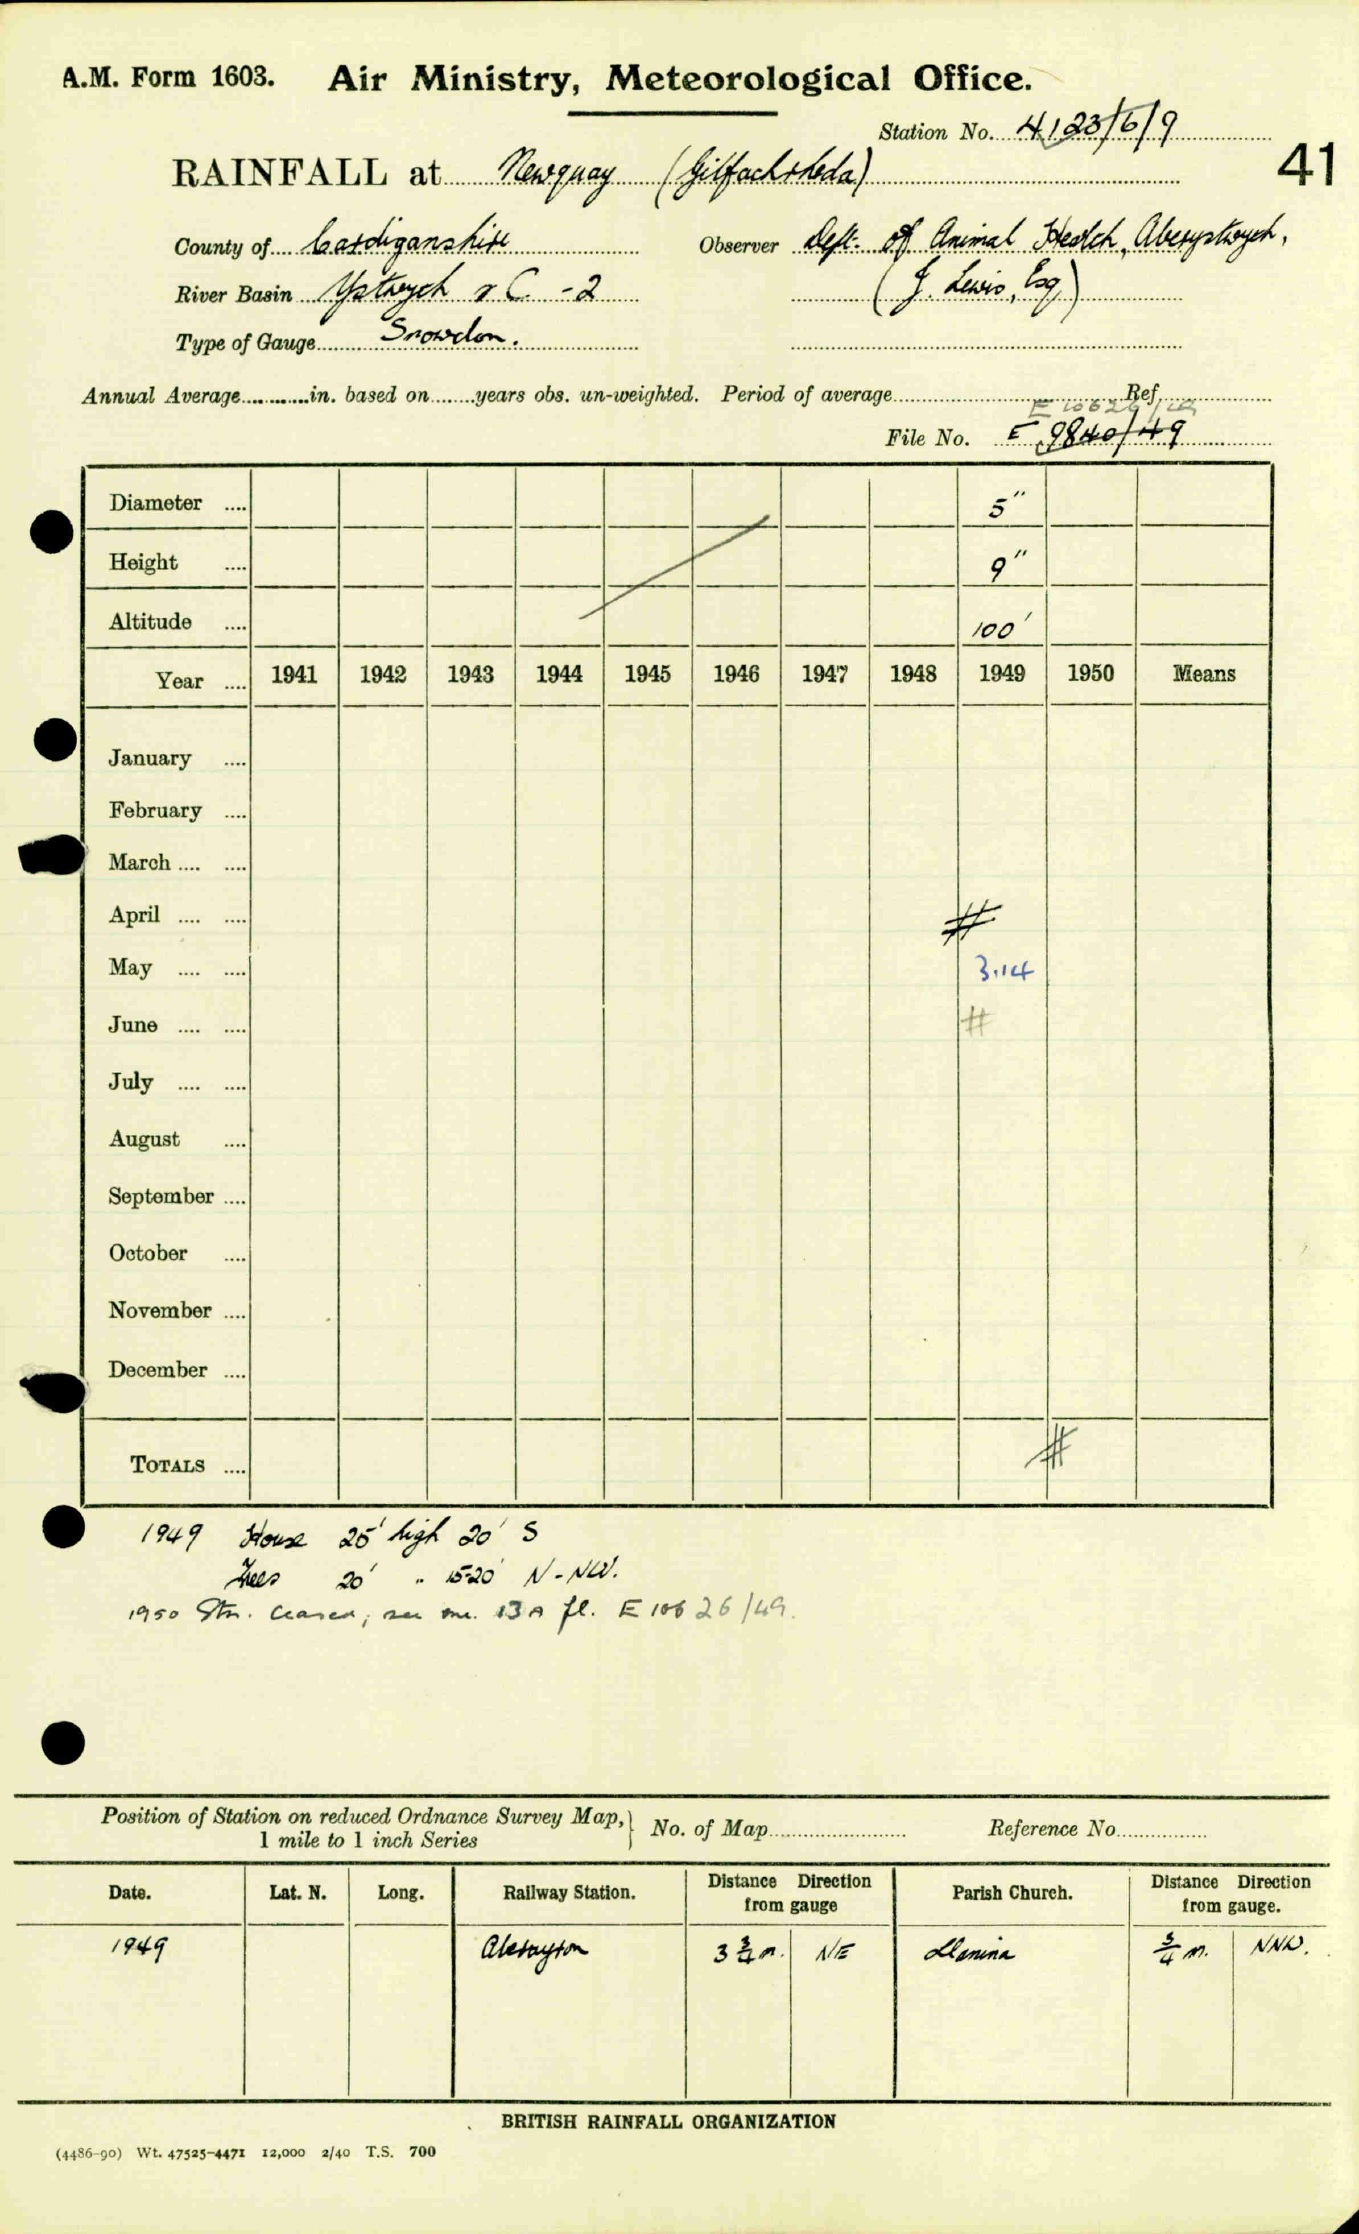 A.M. Form 1603. Air Ministry, Meteorological Office.
Station No. 4123/6/9
41
RAINFALL at Newquay (Gilfachrheda)
County of Cardiganshire Observer Dept. of Animal Health, Aberystwyth,
River Basin Ystwyth & C. -2 (J. Lewis, Esq)
Type of Gauge Snowdon.
Annual Average in. based on years obs. un-weighted. Period of average Ref
E 10626/49
File No. E 9840/49
Diameter .... 5"
Height .... 9"
Altitude .... 100'
Year .... 1941 1942 1943 1944 1945 1946 1947 1948 1949 1950 Means
January ....
February ....
March .... ....
April .... .... #
May .... .... 3.14
June .... .... #
July .... ....
August ....
September ....
October ....
November ....
December ....
TOTALS .... #
1949 House 25' high 20' S
Trees 20' " 15-20' N - NW.
1950 Stn. ceased; see 13A fl. E 10626/49.
Position of Station on reduced Ordnance Survey Map, 1 mile to 1 inch Series } No. of Map Reference No.
Date. Lat. N. Long. Railway Station. Distance Direction from gauge Parish Church. Distance Direction from gauge.
1949 Aberayron 3 3/4 m. NE Llanina 3/4 m. NNW.
BRITISH RAINFALL ORGANIZATION
(4486-90) Wt. 47525-4471 12,000 2/40 T.S. 700